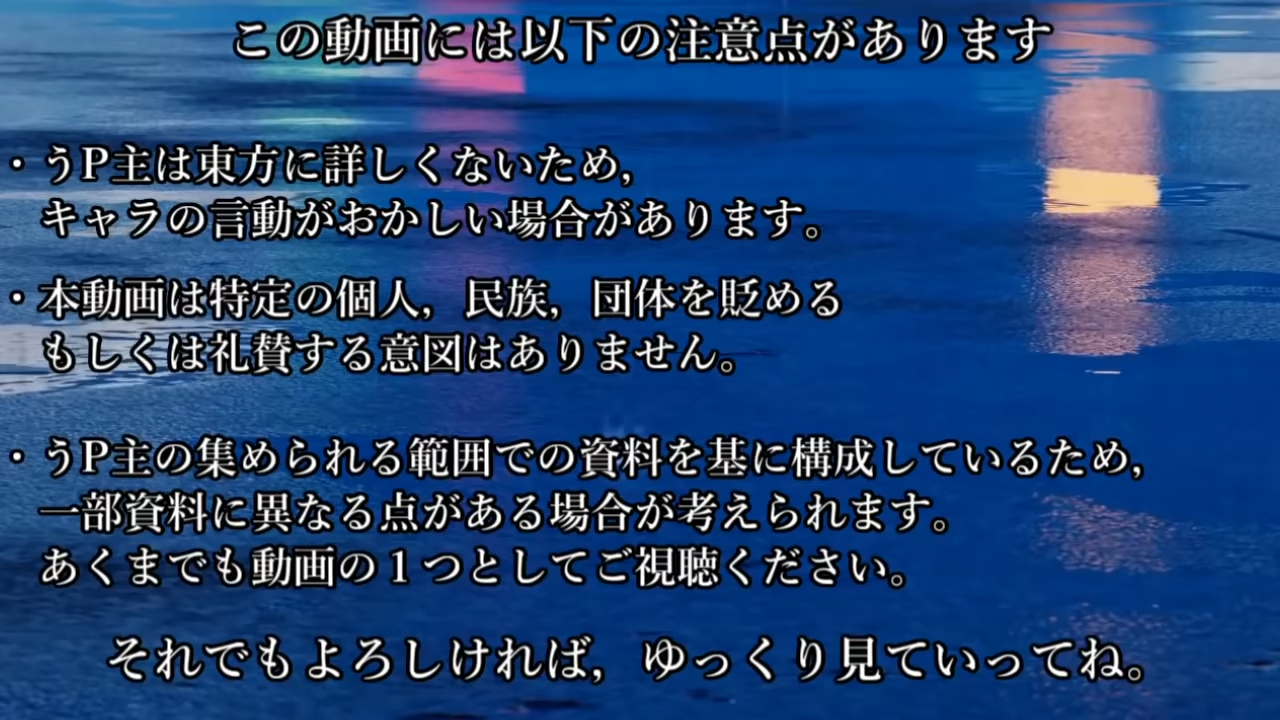 この動画には以下の注意点があります
・うP主は東方に詳しくないため，
キャラの言動がおかしい場合があります。
・本動画は特定の個人，民族，団体を貶める
もしくは礼賛する意図はありません。
・うP主の集められる範囲での資料を基に構成しているため，
一部資料に異なる点がある場合が考えられます。
あくまでも動画の１つとしてご視聴ください。
それでもよろしければ，ゆっくり見ていってね。